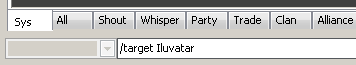 Sys All Shout Whisper Party Trade Clan Alliance
/target Iluvatar